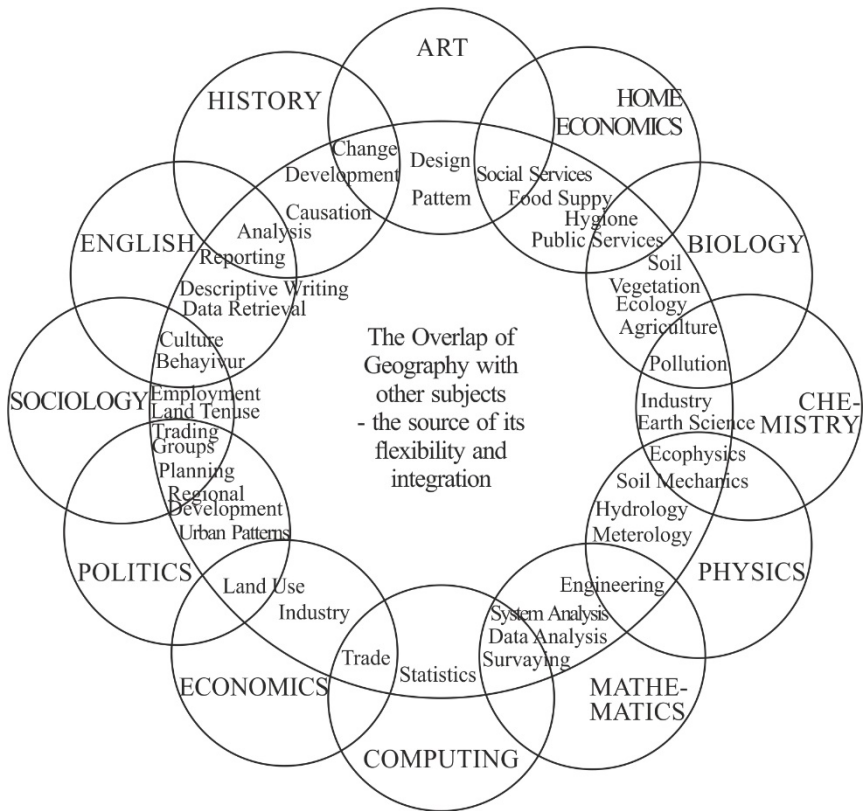 ART
HISTORY
HOME
ECONOMICS
Change
Development
Causation
Design
Pattem
Social Services
Food Suppy
Hyglone
Public Services
ENGLISH
Analysis
Reporting
Descriptive Writing
Data Retrieval
BIOLOGY
Soil
Vegetation
Ecology
Agriculture
Pollution
Culture
Behayivur
The Overlap of
Geography with
other subjects
- the source of its
flexibility and
integration
SOCIOLOGY
Employment
Land Tenuse
Trading
Groups
Planning
Regional
Development
Urban Patterns
CHE-
MISTRY
Industry
Earth Science
Ecophysics
Soil Mechanics
Hydrology
Meterology
POLITICS
PHYSICS
Land Use
Industry
Trade
Engineering
System Analysis
Data Analysis
Survaying
Statistics
ECONOMICS
MATHE-
MATICS
COMPUTING